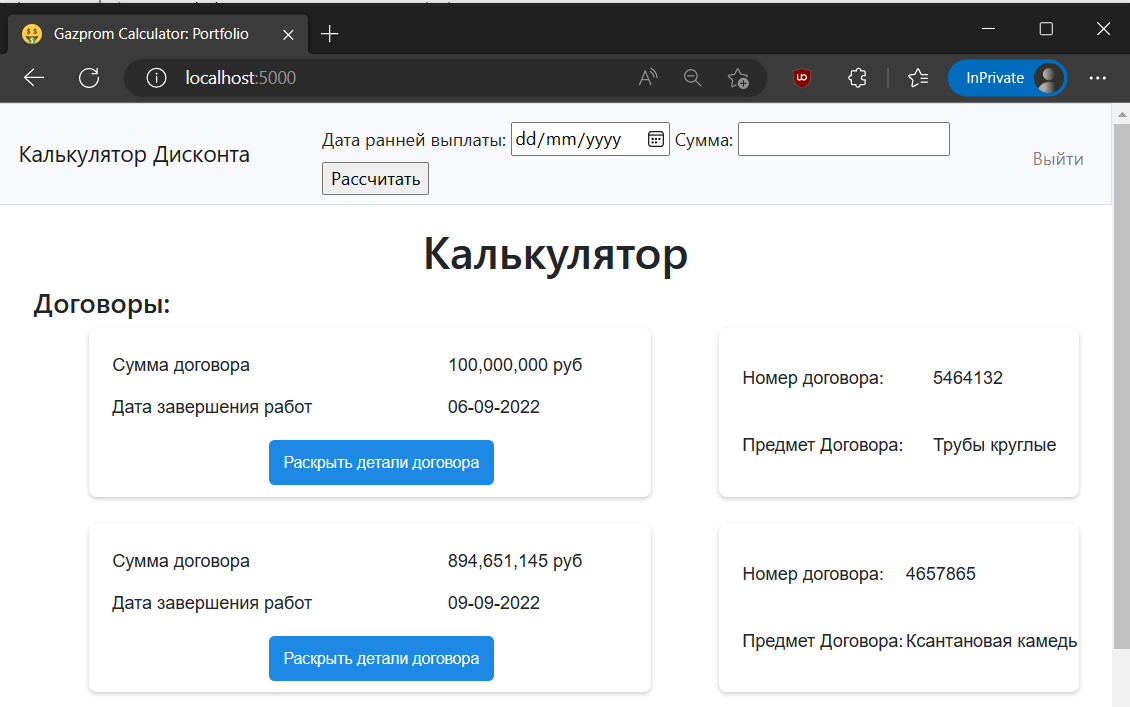 Gazprom Calculator: Portfolio
localhost:5000
InPrivate
Калькулятор Дисконта
Дата ранней выплаты: dd/mm/yyyy Сумма:
Рассчитать
Выйти
Калькулятор
Договоры:
Сумма договора 100,000,000 руб
Дата завершения работ 06-09-2022
Раскрыть детали договора
Номер договора: 5464132
Предмет Договора: Трубы круглые
Сумма договора 894,651,145 руб
Дата завершения работ 09-09-2022
Раскрыть детали договора
Номер договора: 4657865
Предмет Договора: Ксантановая камедь